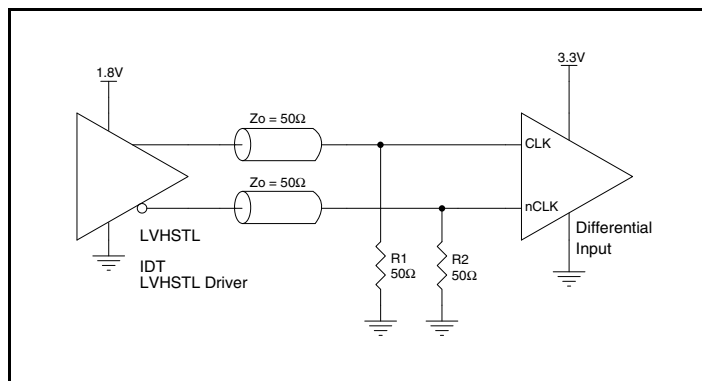 1.8V
3.3V
Zo = 50Ω
CLK
Zo = 50Ω
nCLK
Differential
Input
LVHSTL
IDT
LVHSTL Driver
R1
50Ω
R2
50Ω